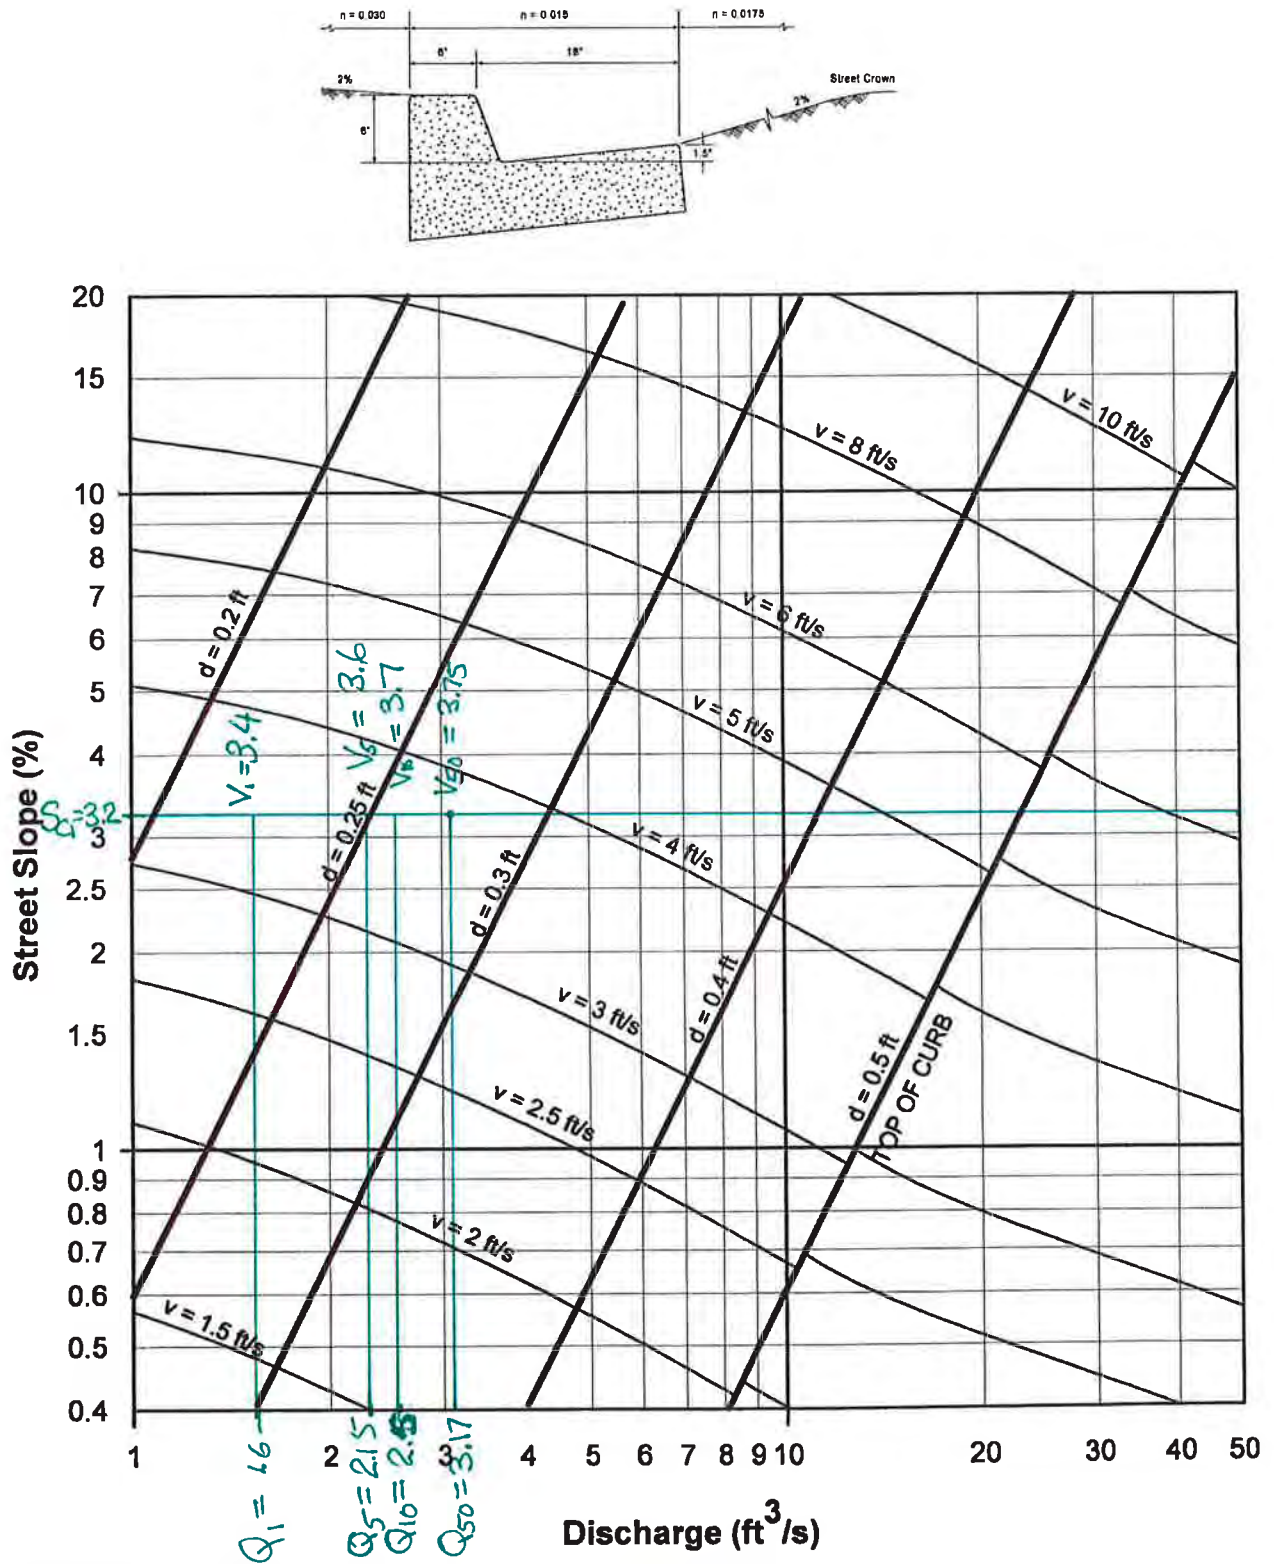 n = 0.030 n = 0.015 n = 0.0175
6" 18"
2% Street Crown
2%
6"
1.5"
20
15
10
9
8
7
6
5
4
3
2.5
2
1.5
1
0.9
0.8
0.7
0.6
0.5
0.4
Street Slope (%)
v = 10 ft/s
v = 8 ft/s
v = 6 ft/s
v = 5 ft/s
v = 4 ft/s
v = 3 ft/s
v = 2.5 ft/s
v = 2 ft/s
v = 1.5 ft/s
d = 0.2 ft
d = 0.25 ft
d = 0.3 ft
d = 0.4 ft
d = 0.5 ft
TOP OF CURB
V1 = 3.4
V5 = 3.6
= 3.7
V50 = 3.75
= 3.2
1 2 3 4 5 6 7 8 9 10 20 30 40 50
Q1 =
Q5 = 2.15
Q10 =
Q50 = 3.17
Discharge (ft3/s)